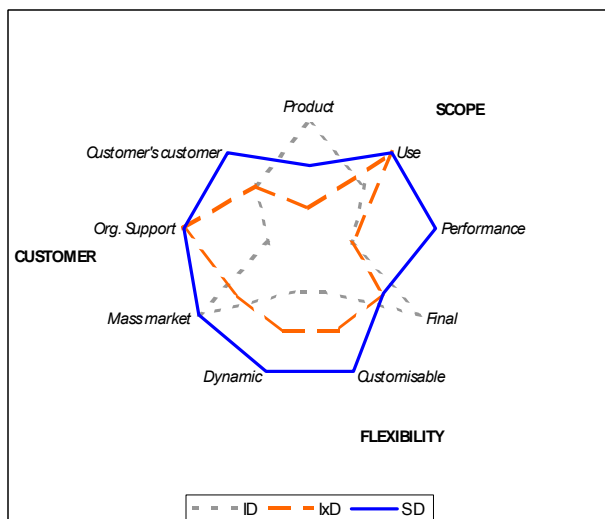 Product
SCOPE
Customer's customer
Use
Org. Support
Performance
CUSTOMER
Mass market
Final
Dynamic
Customisable
FLEXIBILITY
ID IxD SD